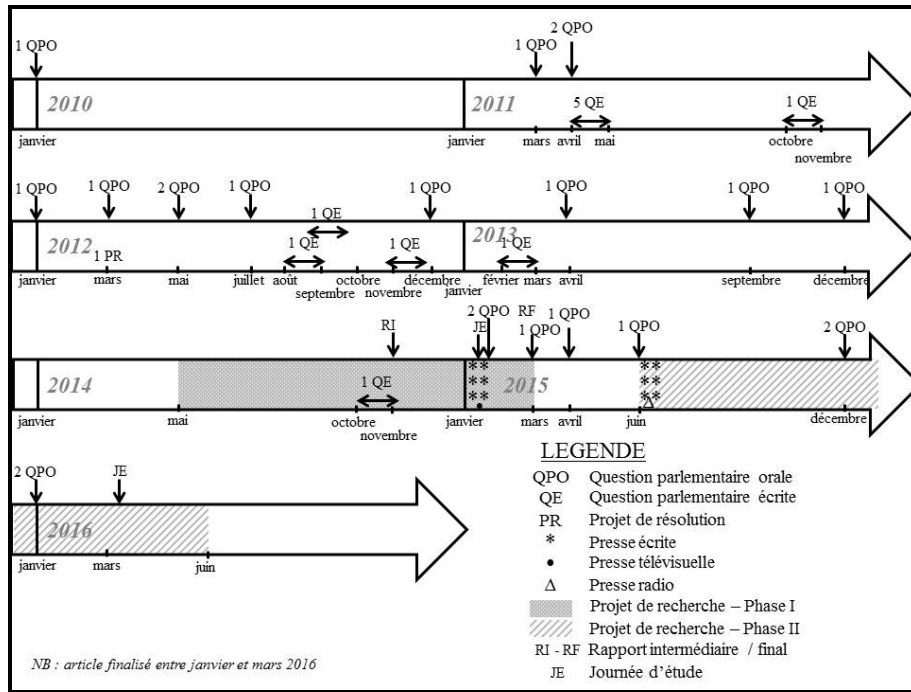 1 QPO 1 QPO 2 QPO
2010 2011 5 QE 1 QE
janvier janvier mars avril mai octobre
novembre
1 QPO 1 QPO 2 QPO 1 QPO 1 QPO 1 QPO 1 QPO 1 QPO
1 QE
2012 1 PR 1 QE 1 QE 2013 1 QE
janvier mars mai juillet août octobre décembre février mars avril septembre décembre
septembre novembre janvier
RI JE 2 QPO RF 1 QPO 1 QPO 1 QPO 2 QPO
2014 1 QE ** ** ** 2015 ** ** **
janvier mai octobre janvier mars avril juin décembre
novembre
2 QPO JE
2016
janvier mars juin
LEGENDE
QPO Question parlementaire orale
QE Question parlementaire écrite
PR Projet de résolution
* Presse écrite
• Presse télévisuelle
Δ Presse radio
Projet de recherche – Phase I
Projet de recherche – Phase II
RI - RF Rapport intermédiaire / final
JE Journée d'étude
NB : article finalisé entre janvier et mars 2016